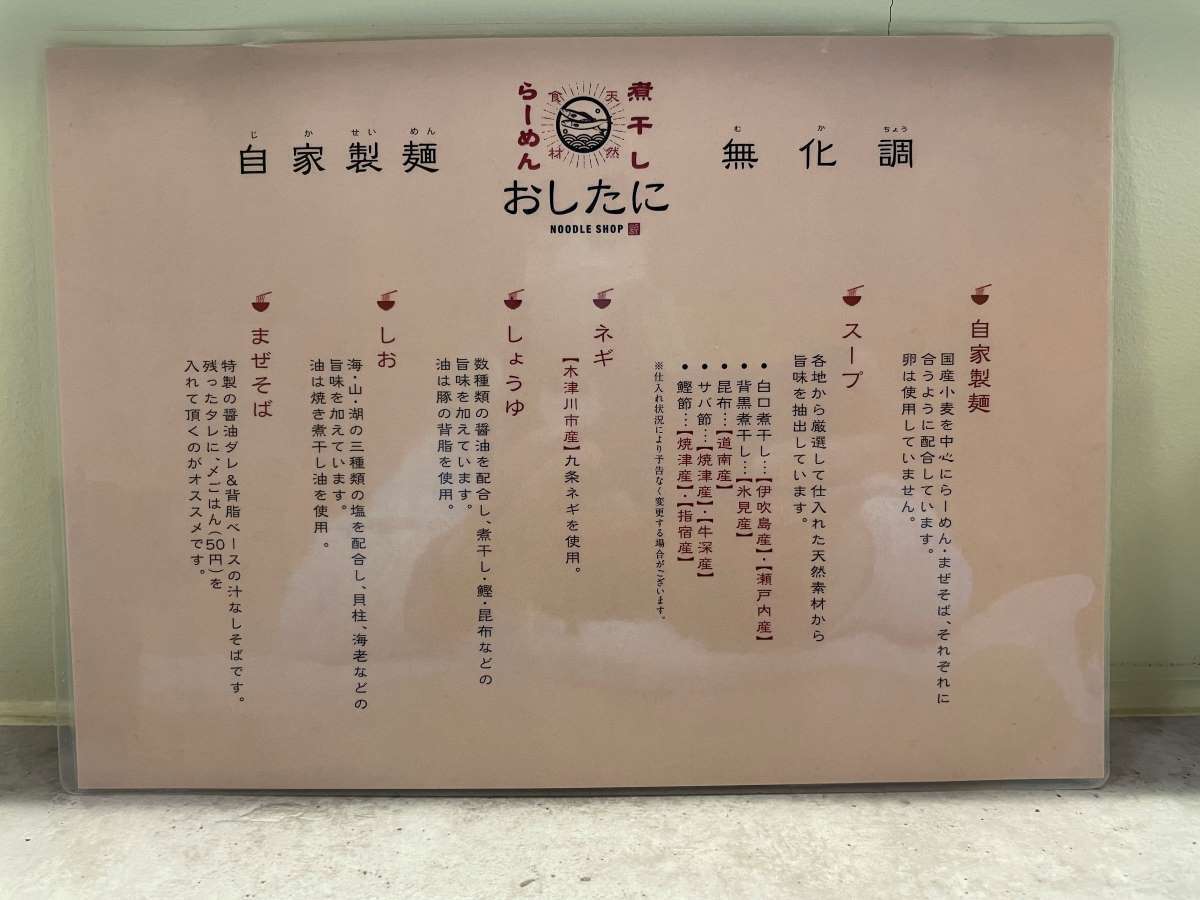 煮干し
らーめん
天然
食材
おしたに
NOODLE SHOP
む か ちょう
無化調
じ か せい めん
自家製麺
自家製麺
国産小麦を中心にらーめん・まぜそば、それぞれに
合うように配合しています。
卵は使用していません。
スープ
各地から厳選して仕入れた天然素材から
旨味を抽出しています。
●白口煮干し…【伊吹島産】・【瀬戸内産】
●背黒煮干し…【氷見産】
●昆布…【道南産】
●サバ節…【焼津産】・【牛深産】
●鰹節…【焼津産】・【指宿産】
※仕入れ状況により予告なく変更する場合がございます。
ネギ
【木津川市産】九条ネギを使用。
しょうゆ
数種類の醤油を配合し、煮干し・鰹・昆布などの
旨味を加えています。
油は豚の背脂を使用。
しお
海・山・湖の三種類の塩を配合し、貝柱、海老などの
旨味を加えています。
油は焼き煮干し油を使用。
まぜそば
特製の醤油ダレ&背脂ベースの汁なしそばです。
残ったタレに、〆ごはん(50円)を
入れて頂くのがオススメです。